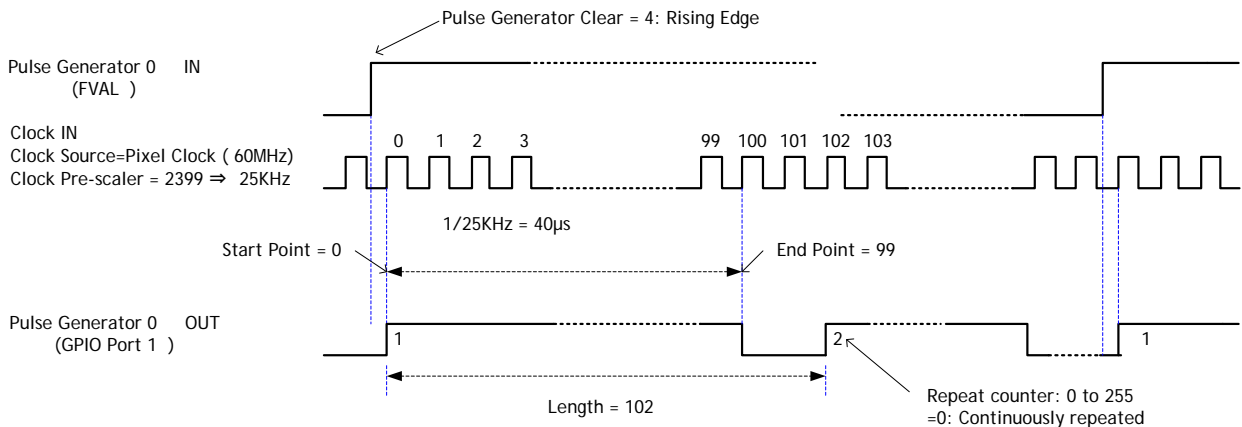 Pulse Generator Clear = 4: Rising Edge
Pulse Generator 0 IN
(FVAL )
Clock IN
Clock Source=Pixel Clock ( 60MHz)
Clock Pre-scaler = 2399 ⇒ 25KHz
0 1 2 3 99 100 101 102 103
1/25KHz = 40µs
Start Point = 0
End Point = 99
Pulse Generator 0 OUT
(GPIO Port 1 )
1 2 1
Length = 102
Repeat counter: 0 to 255
=0: Continuously repeated